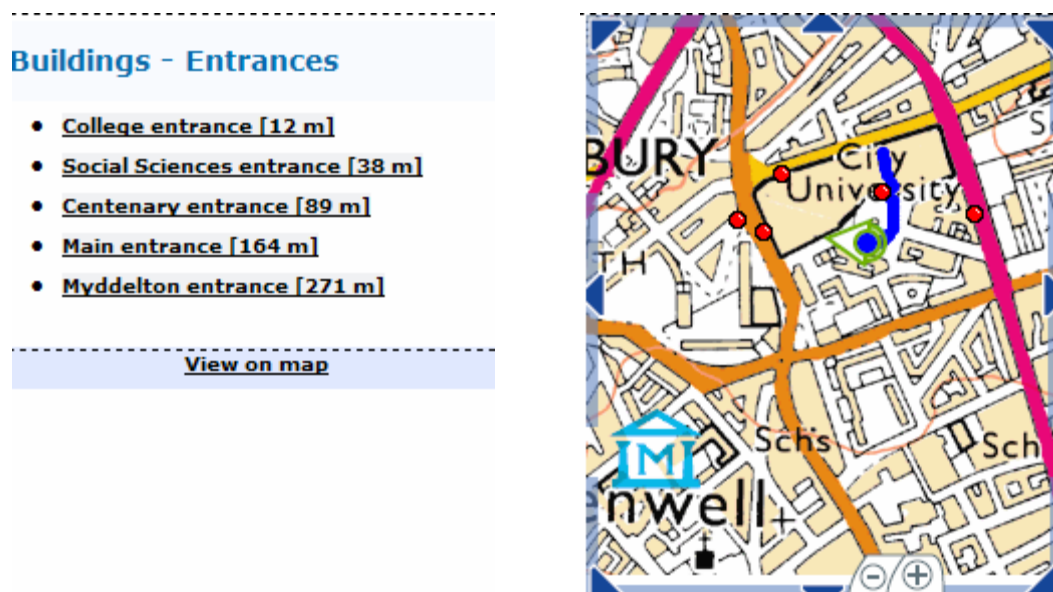 Buildings - Entrances
College entrance [12 m]
Social Sciences entrance [38 m]
Centenary entrance [89 m]
Main entrance [164 m]
Myddelton entrance [271 m]
View on map
BURY
City
University
S
TH
Schs
Sch
M
nwell